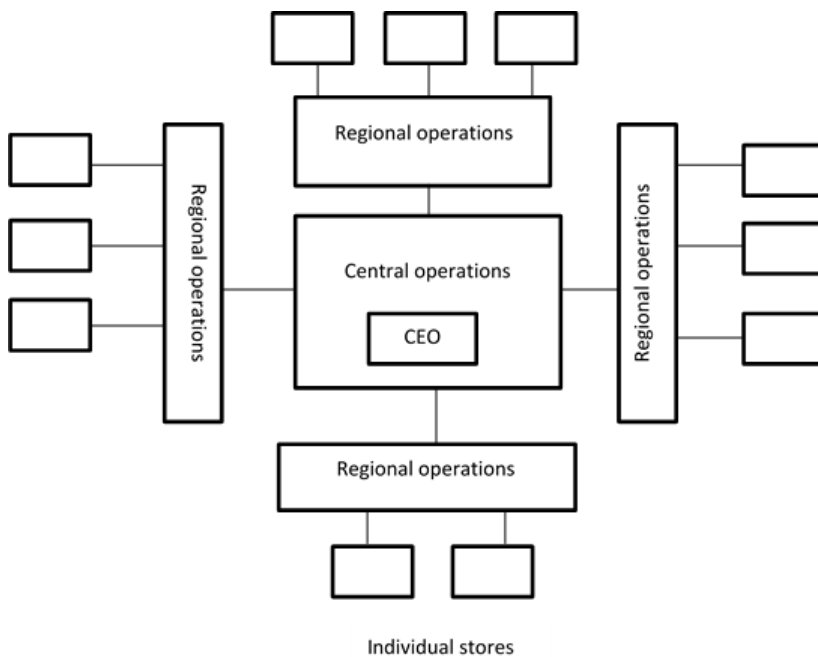 Regional operations
Regional operations
Central operations
CEO
Regional operations
Regional operations
Individual stores